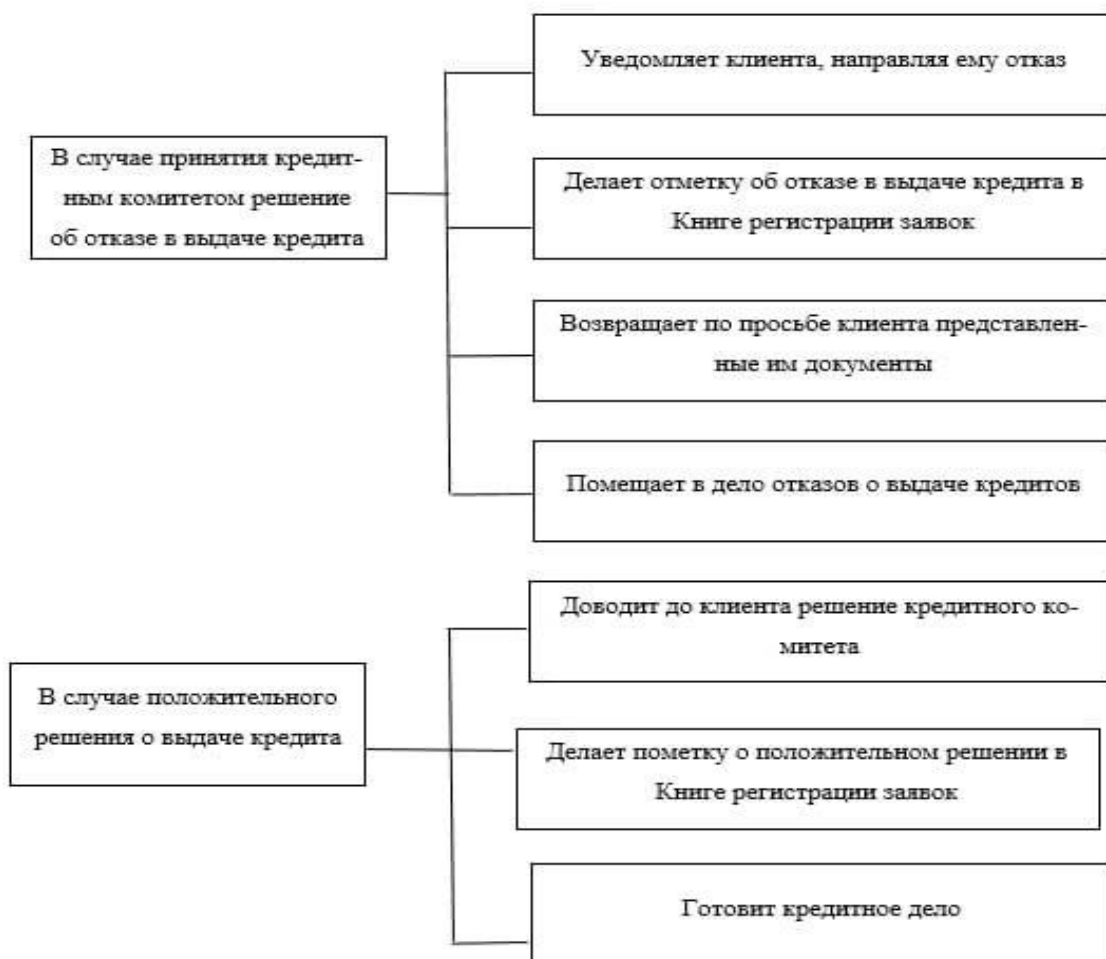 Уведомляет клиента, направляя ему отказ
В случае принятия кредит-
ным комитетом решение
об отказе в выдаче кредита
Делает отметку об отказе в выдаче кредита в
Книге регистрации заявок
Возвращает по просьбе клиента представлен-
ные им документы
Помещает в дело отказов о выдаче кредитов
Доводит до клиента решение кредитного ко-
митета
В случае положительного
решения о выдаче кредита
Делает пометку о положительном решении в
Книге регистрации заявок
Готовит кредитное дело